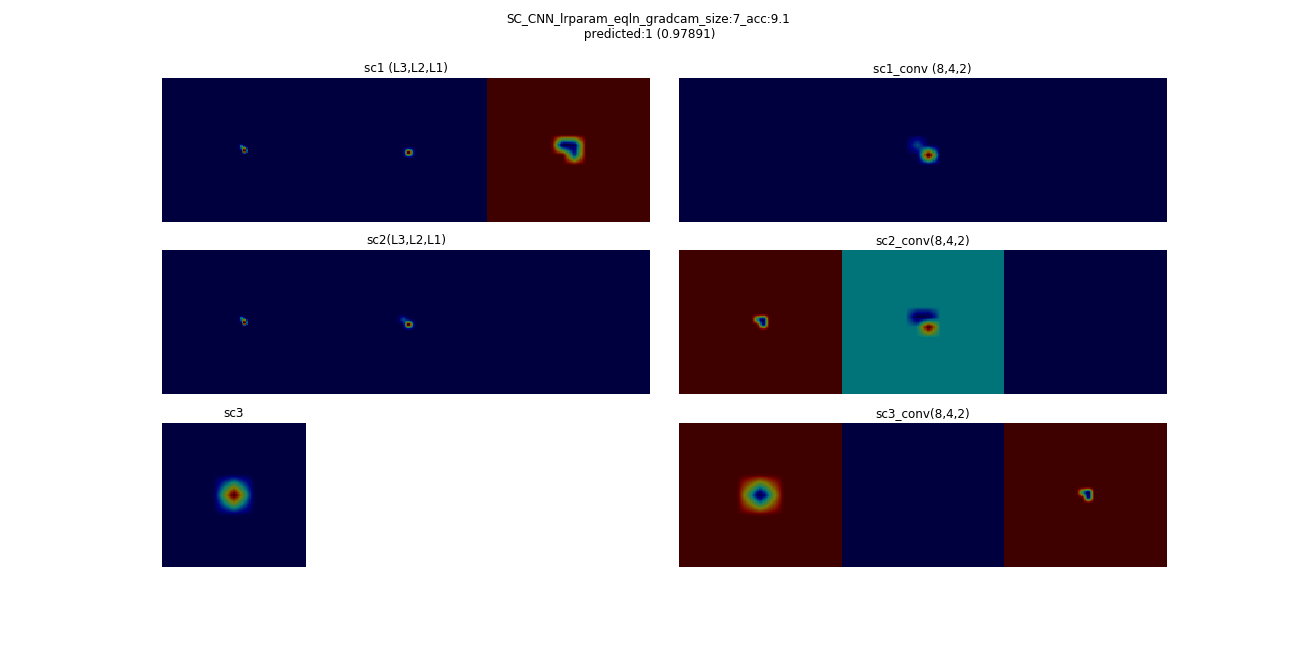 SC_CNN_lrparam_eqln_gradcam_size:7_acc:9.1
predicted:1 (0.97891)
sc1 (L3,L2,L1)
sc1_conv (8,4,2)
sc2(L3,L2,L1)
sc2_conv(8,4,2)
sc3
sc3_conv(8,4,2)